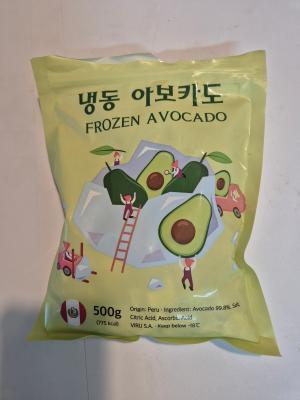 냉동 아보카도
FROZEN AVOCADO
500g
(775 kcal)
Origin: Peru · Ingredient: Avocado 99.8%, Salt,
Citric Acid, Ascorbic Acid
VIRU S.A. · Keep below -18℃